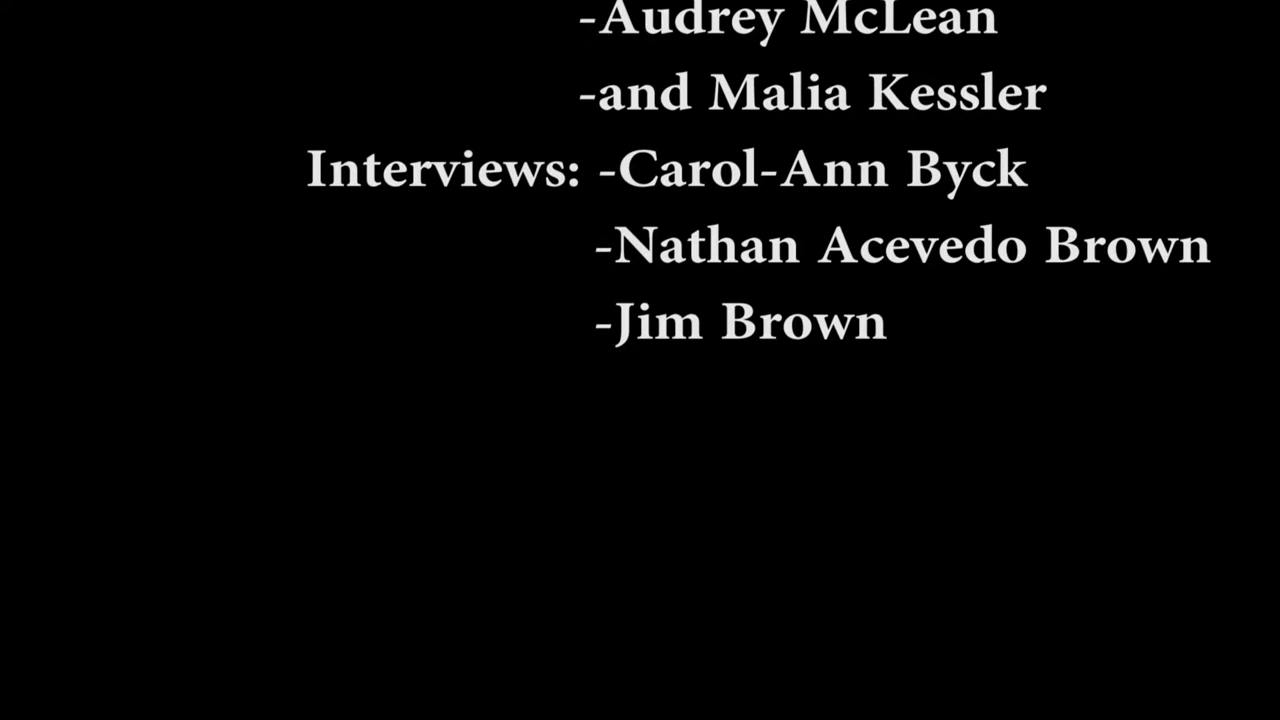 -Audrey McLean
-and Malia Kessler
Interviews: -Carol-Ann Byck
-Nathan Acevedo Brown
-Jim Brown